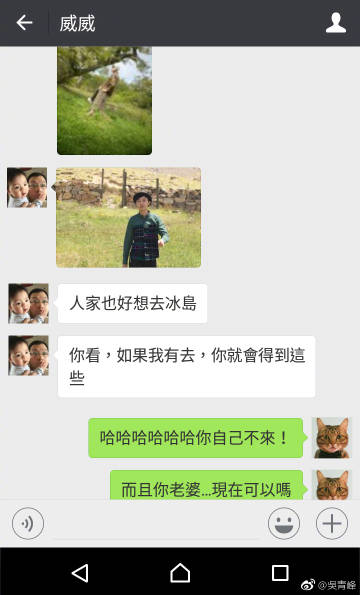 威威
人家也好想去冰島
你看，如果我有去，你就會得到這
些
哈哈哈哈哈哈你自己不來！
而且你老婆...現在可以嗎
@吳青峰